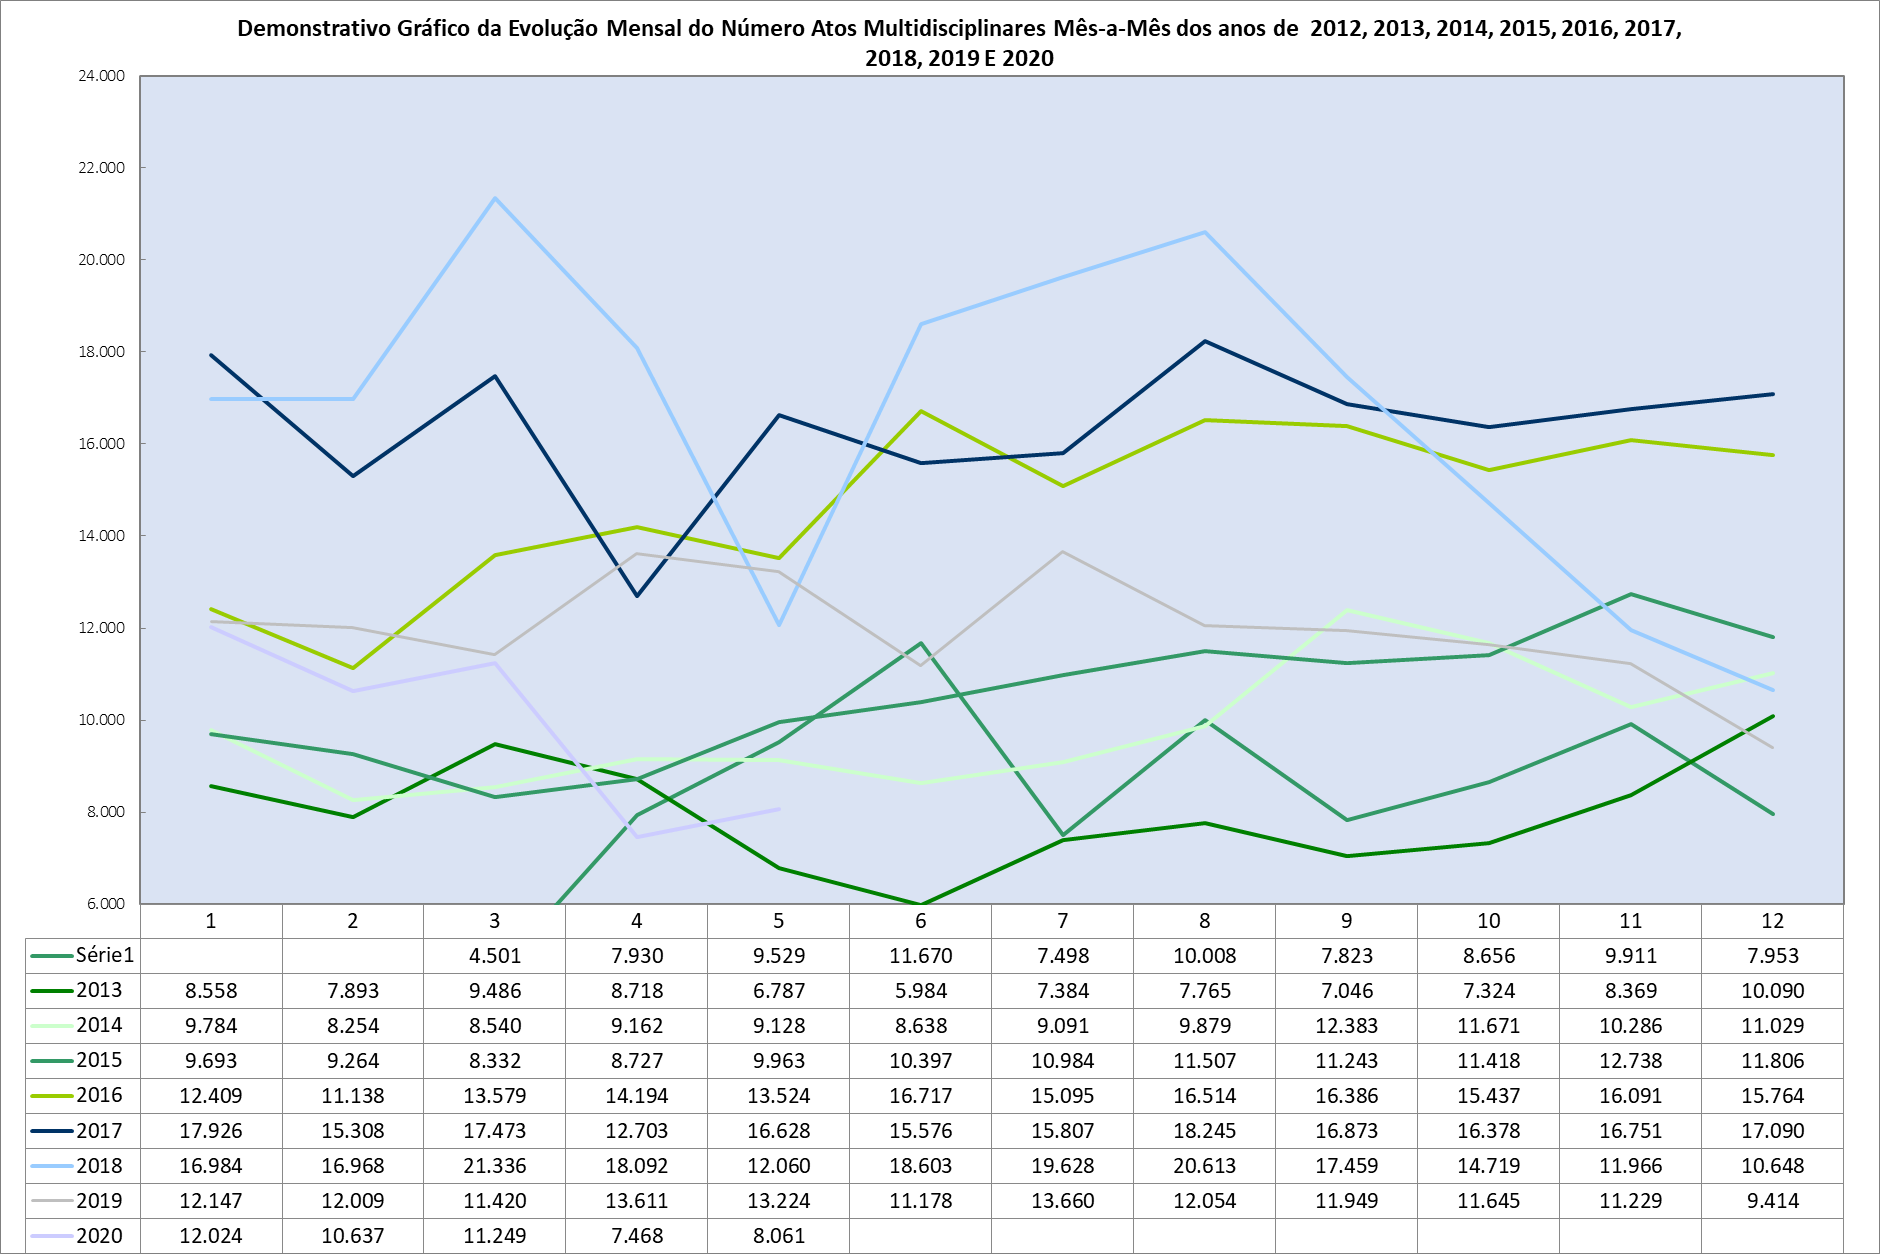 Demonstrativo Gráfico da Evolução Mensal do Número Atos Multidisciplinares Mês-a-Mês dos anos de 2012, 2013, 2014, 2015, 2016, 2017,
2018, 2019 E 2020
24.000
22.000
20.000
18.000
16.000
14.000
12.000
10.000
8.000
6.000
1 2 3 4 5 6 7 8 9 10 11 12
Série1 4.501 7.930 9.529 11.670 7.498 10.008 7.823 8.656 9.911 7.953
2013 8.558 7.893 9.486 8.718 6.787 5.984 7.384 7.765 7.046 7.324 8.369 10.090
2014 9.784 8.254 8.540 9.162 9.128 8.638 9.091 9.879 12.383 11.671 10.286 11.029
2015 9.693 9.264 8.332 8.727 9.963 10.397 10.984 11.507 11.243 11.418 12.738 11.806
2016 12.409 11.138 13.579 14.194 13.524 16.717 15.095 16.514 16.386 15.437 16.091 15.764
2017 17.926 15.308 17.473 12.703 16.628 15.576 15.807 18.245 16.873 16.378 16.751 17.090
2018 16.984 16.968 21.336 18.092 12.060 18.603 19.628 20.613 17.459 14.719 11.966 10.648
2019 12.147 12.009 11.420 13.611 13.224 11.178 13.660 12.054 11.949 11.645 11.229 9.414
2020 12.024 10.637 11.249 7.468 8.061